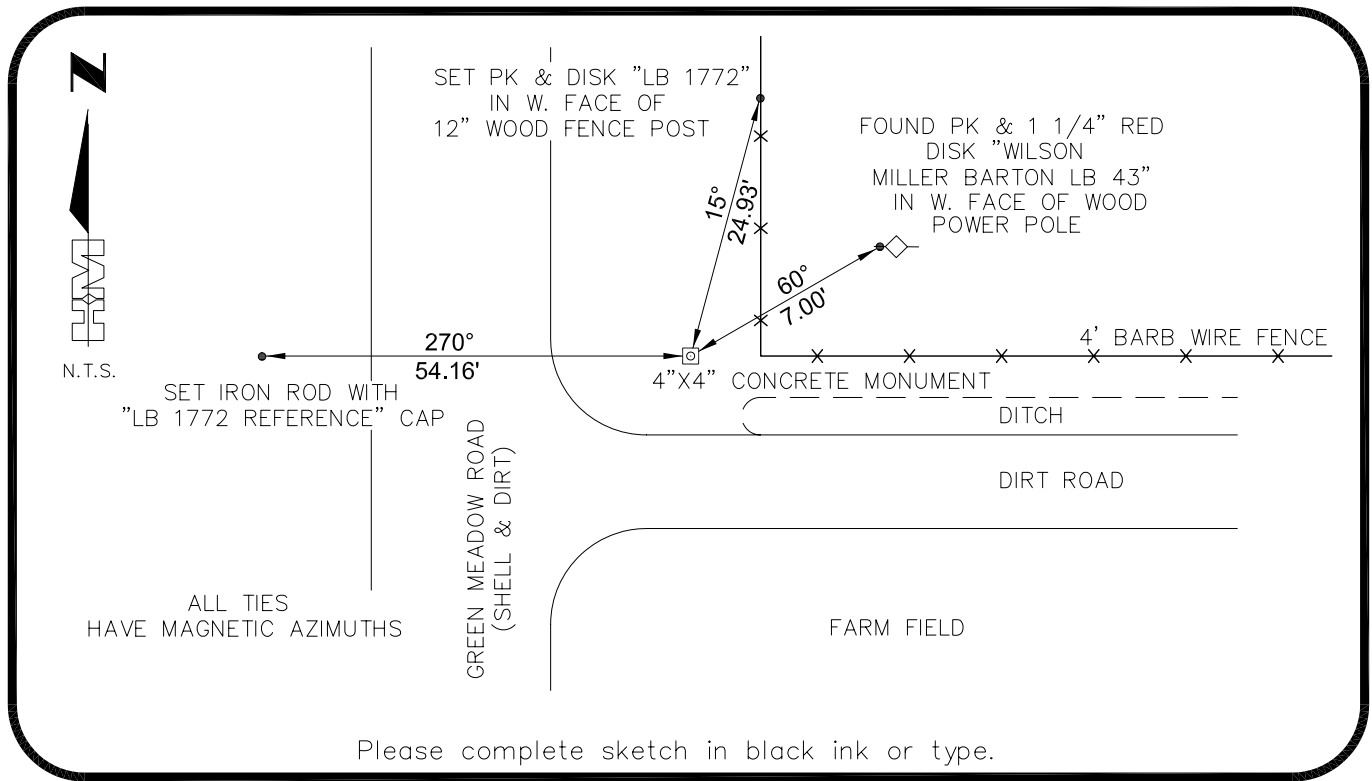 N
HM
N.T.S.
SET PK & DISK "LB 1772"
IN W. FACE OF
12" WOOD FENCE POST
FOUND PK & 1 1/4" RED
DISK "WILSON
MILLER BARTON LB 43"
IN W. FACE OF WOOD
POWER POLE
15°
24.93'
60°
7.00'
270°
54.16'
4' BARB WIRE FENCE
4"X4" CONCRETE MONUMENT
SET IRON ROD WITH
"LB 1772 REFERENCE" CAP
DITCH
DIRT ROAD
GREEN MEADOW ROAD
(SHELL & DIRT)
ALL TIES
HAVE MAGNETIC AZIMUTHS
FARM FIELD
Please complete sketch in black ink or type.